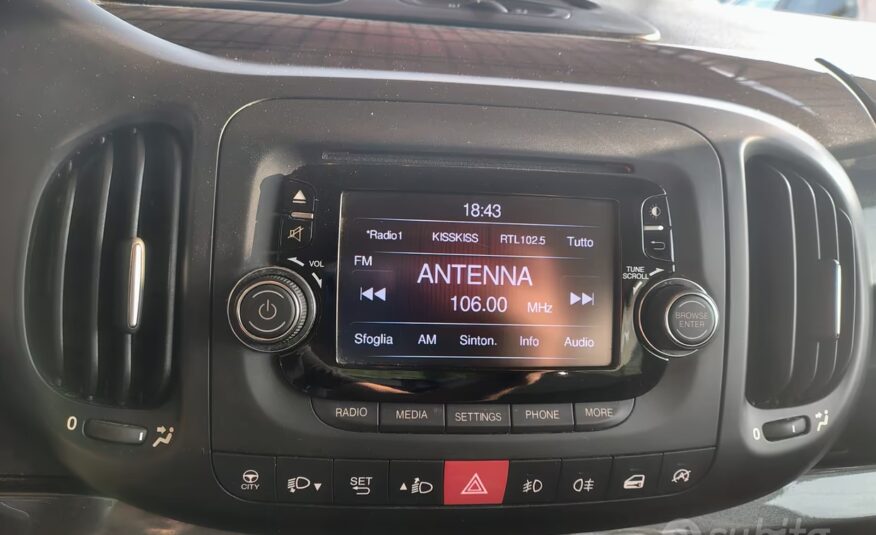 18:43
*Radio1 KISSKISS RTL102.5 Tutto
FM
ANTENNA
106.00 MHz
Sfoglia AM Sinton. Info Audio
VOL
TUNE
SCROLL
BROWSE
ENTER
RADIO MEDIA SETTINGS PHONE MORE
0
0
CITY
SET
subito